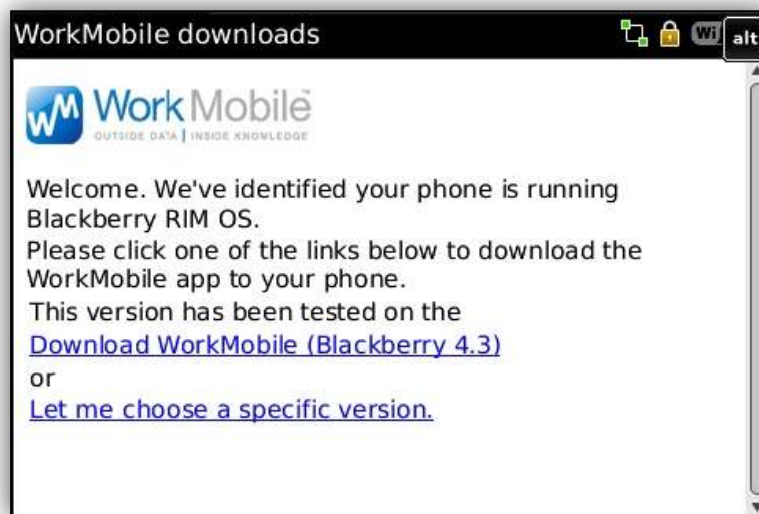 WorkMobile downloads
alt
WM WorkMobile™
OUTSIDE DATA | INSIDE KNOWLEDGE
Welcome. We've identified your phone is running
Blackberry RIM OS.
Please click one of the links below to download the
WorkMobile app to your phone.
This version has been tested on the
Download WorkMobile (Blackberry 4.3)
or
Let me choose a specific version.